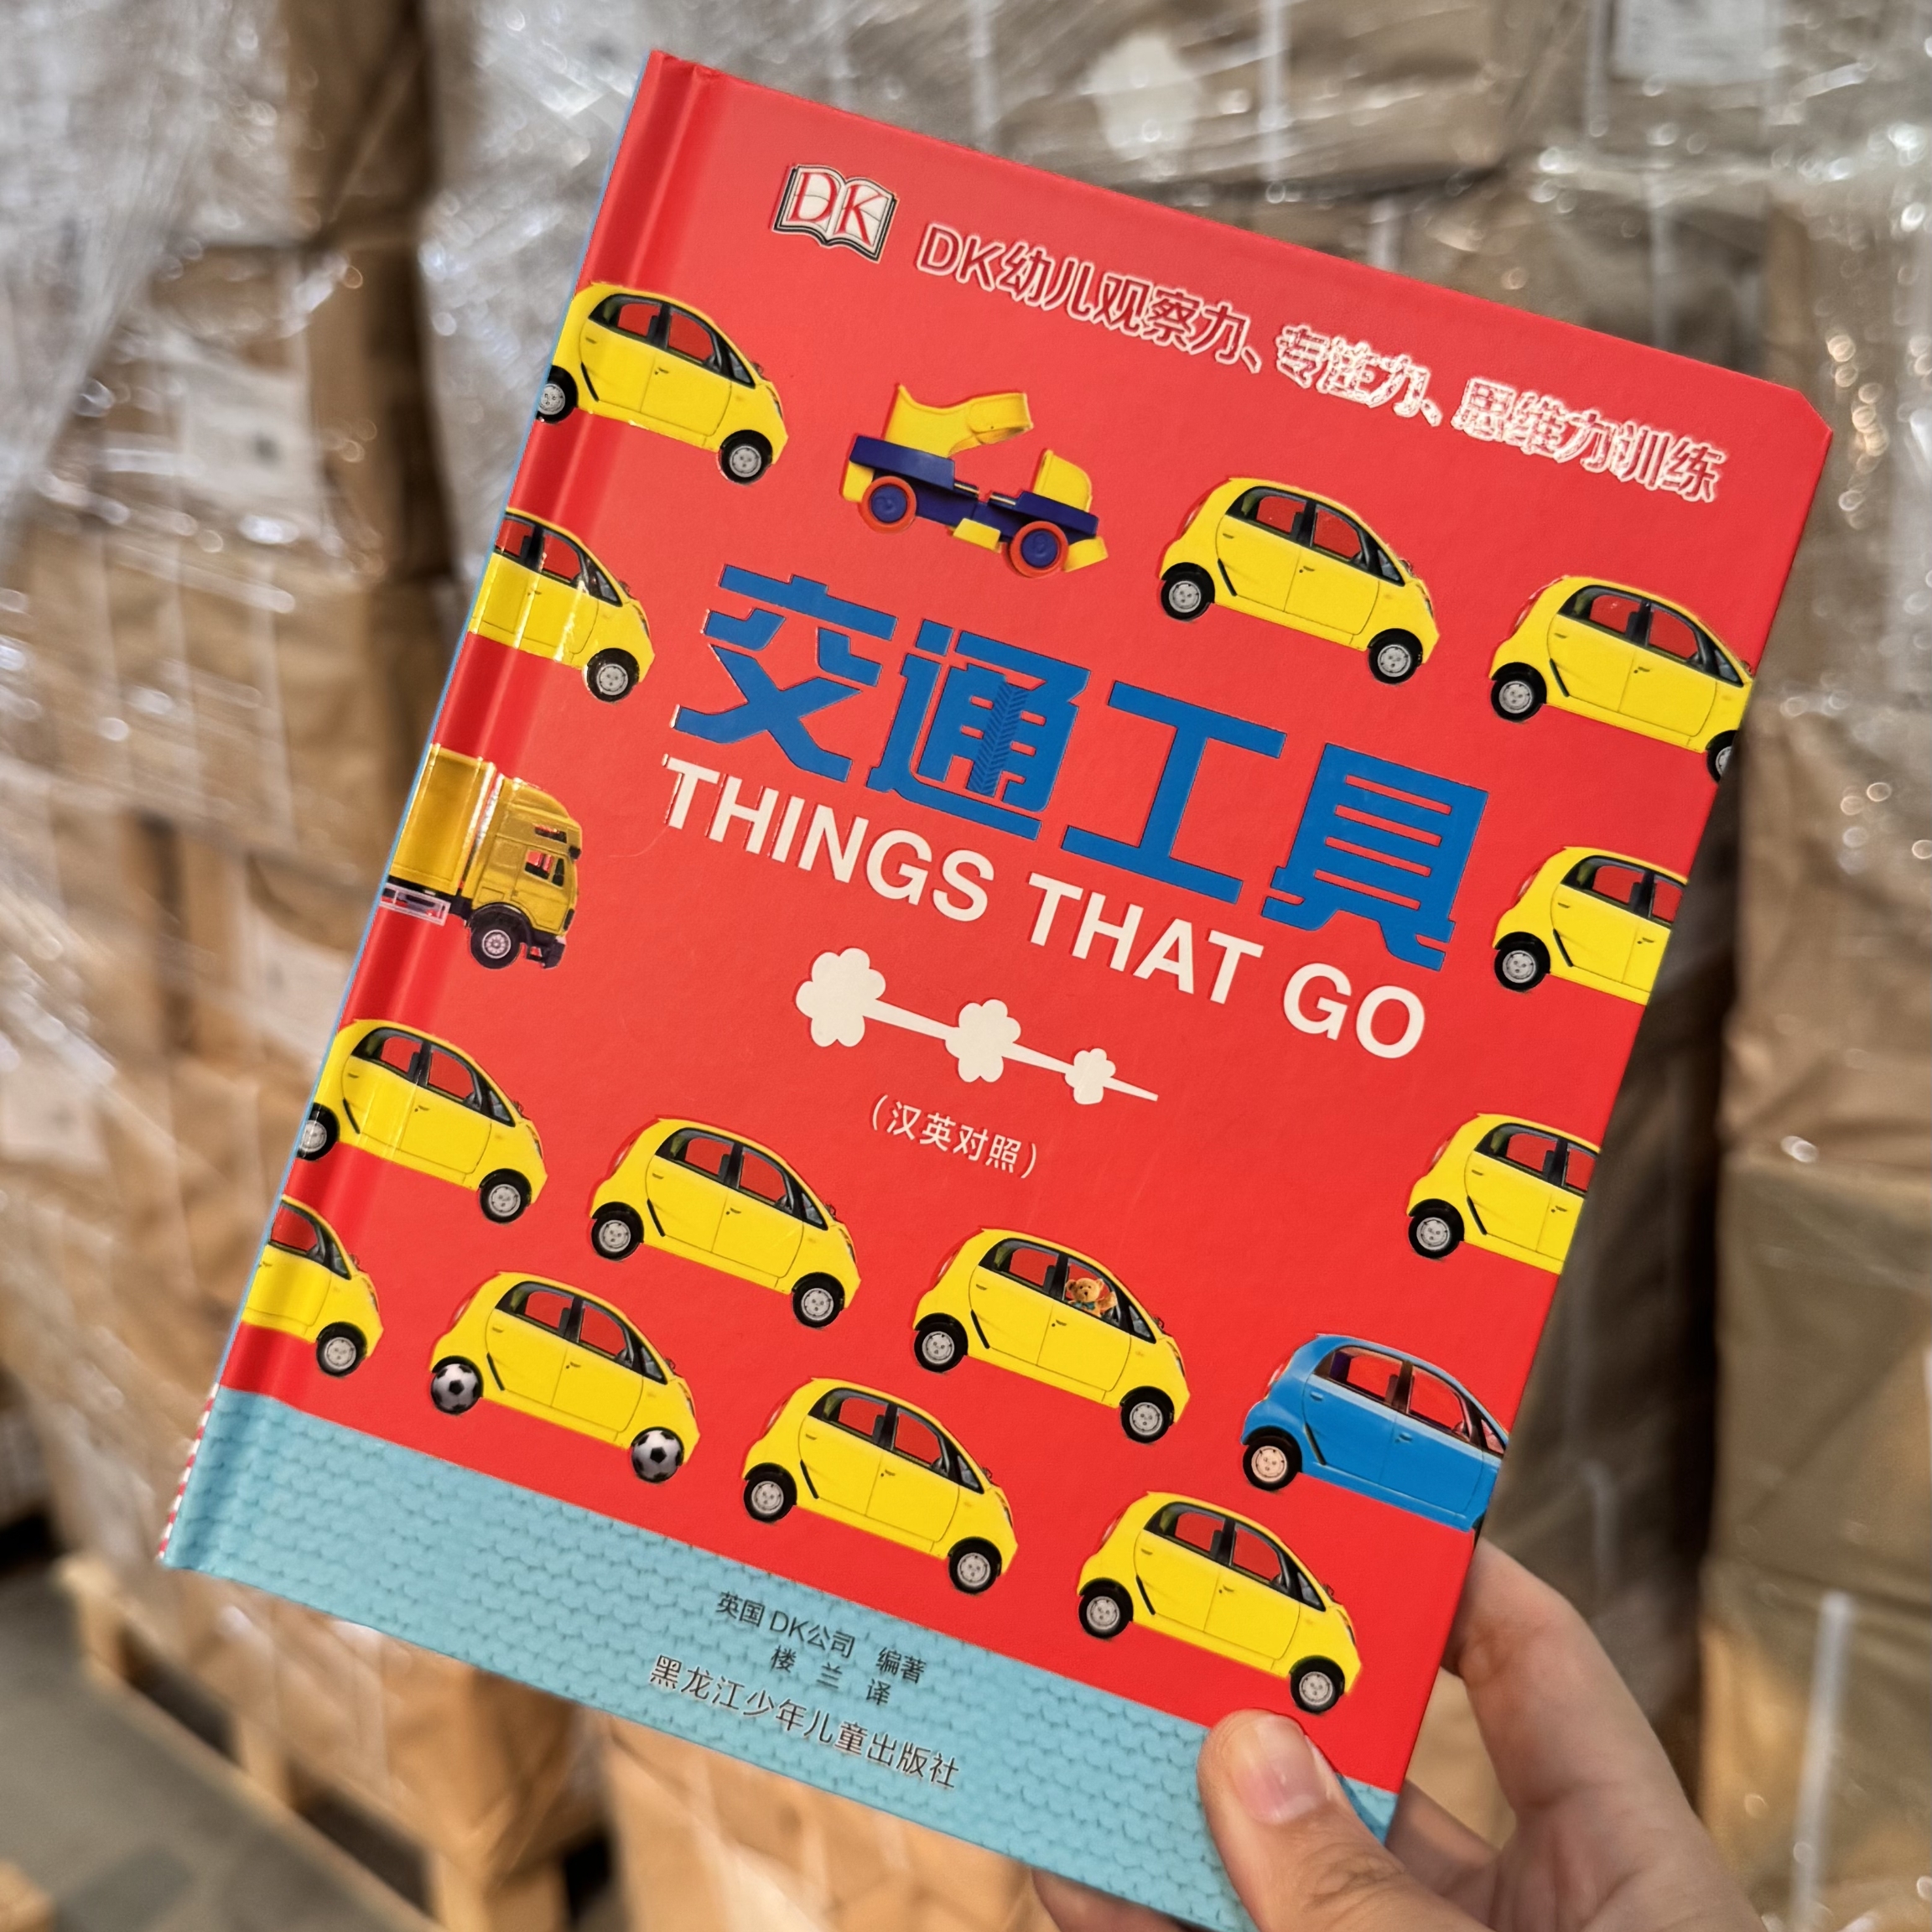 DK
DK幼儿观察力、专注力、思维力训练
交通工具
THINGS THAT GO
(汉英对照)
英国 DK公司 编著
楼 兰 译
黑龙江少年儿童出版社